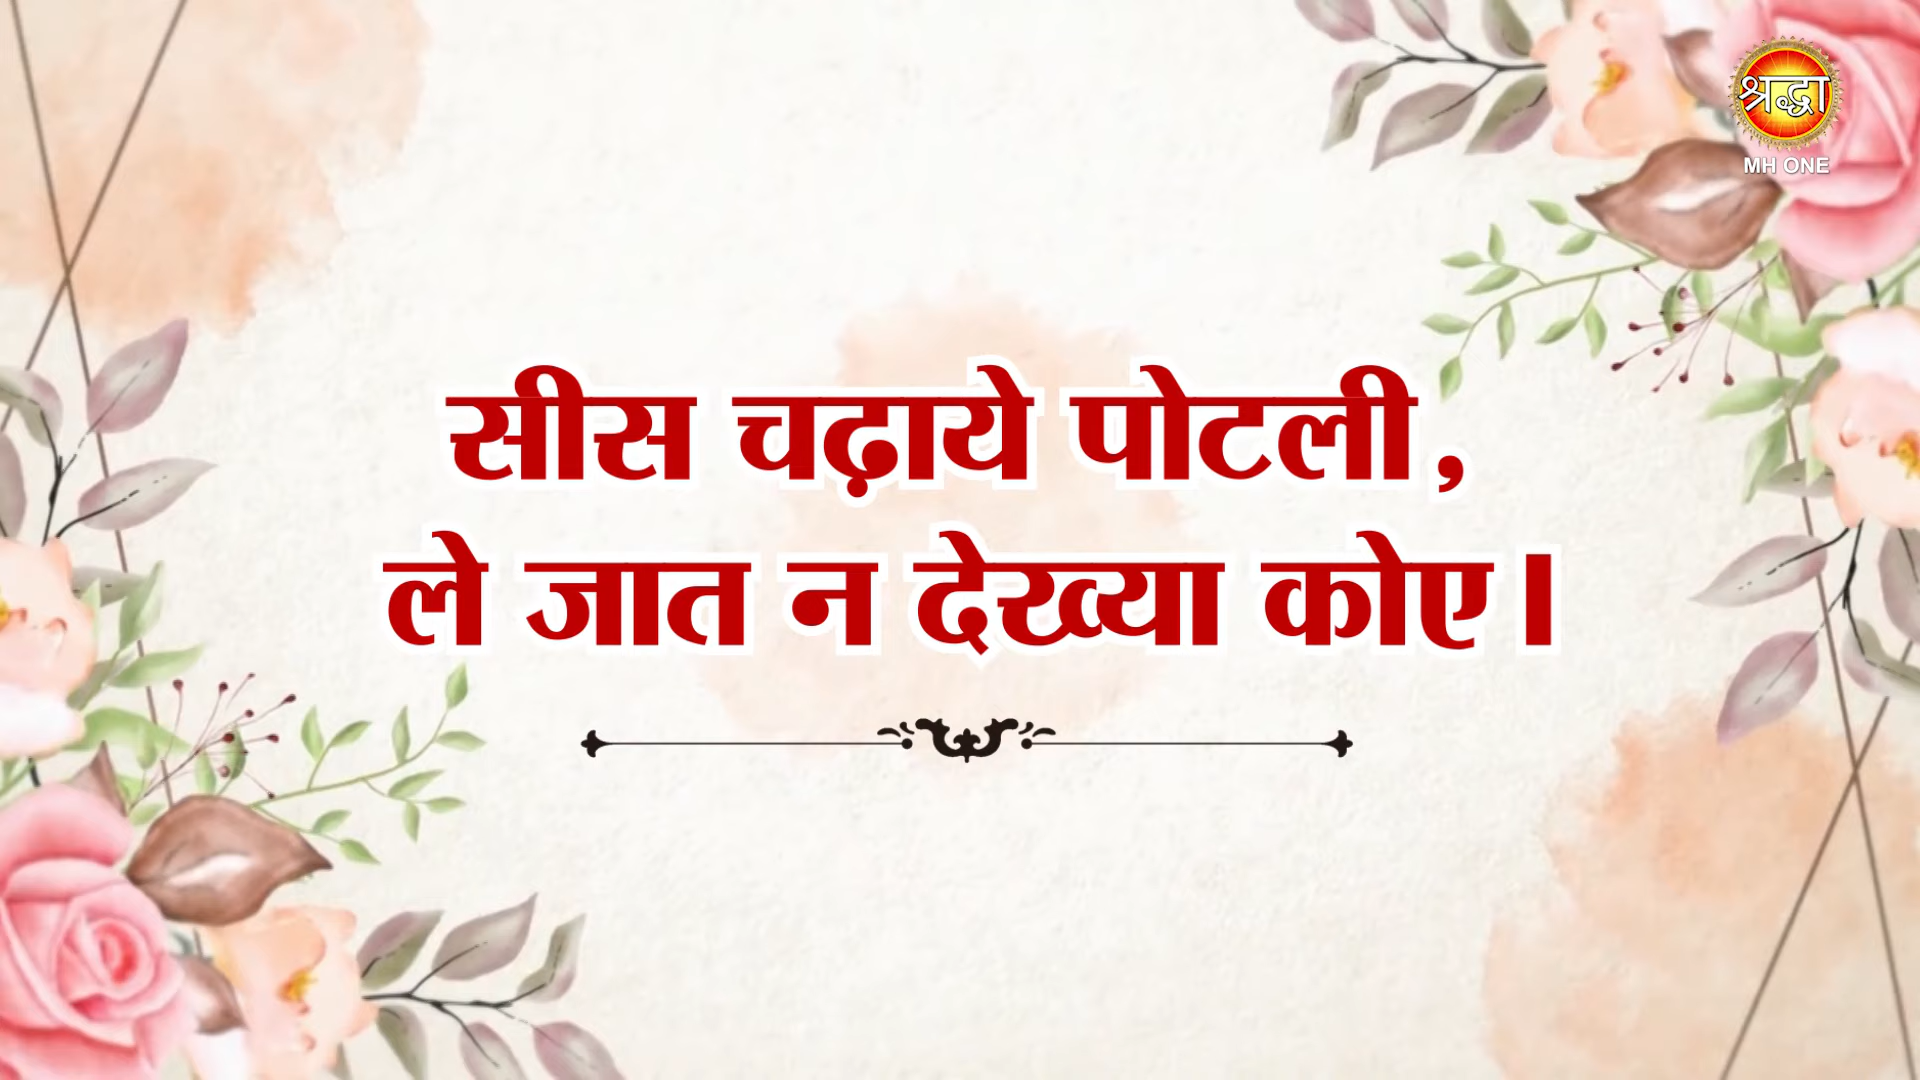 श्रद्धा
MH ONE
सीस चढ़ाये पोटली,
ले जात न देख्या कोए।